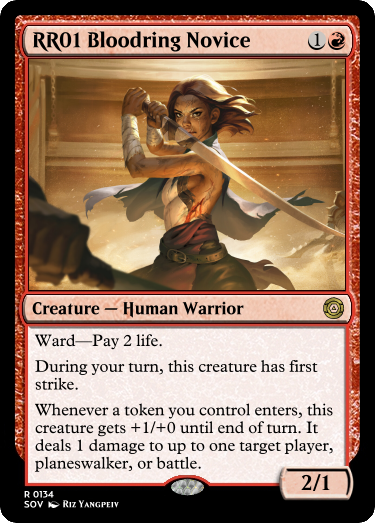 RR01 Bloodring Novice 1
Creature — Human Warrior
Ward—Pay 2 life.
During your turn, this creature has first
strike.
Whenever a token you control enters, this
creature gets +1/+0 until end of turn. It
deals 1 damage to up to one target player,
planeswalker, or battle.
2/1
R 0134
SOV Riz Yangpeiv